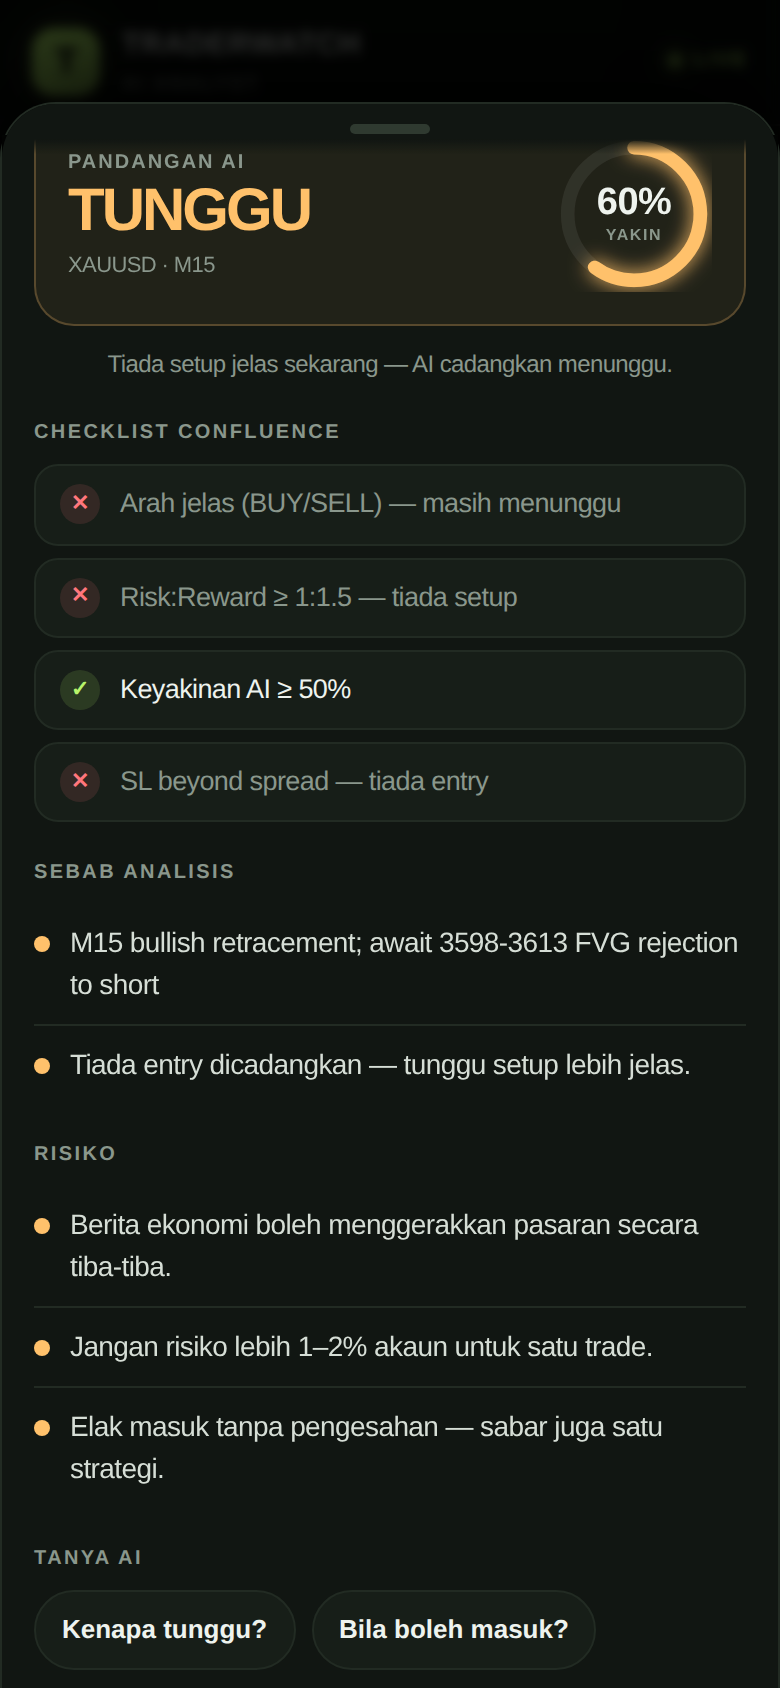 TRADERWATCH
PANDANGAN AI
TUNGGU
XAUUSD · M15
60%
YAKIN
Tiada setup jelas sekarang — AI cadangkan menunggu.
CHECKLIST CONFLUENCE
✕ Arah jelas (BUY/SELL) — masih menunggu
✕ Risk:Reward ≥ 1:1.5 — tiada setup
✓ Keyakinan AI ≥ 50%
✕ SL beyond spread — tiada entry
SEBAB ANALISIS
M15 bullish retracement; await 3598-3613 FVG rejection
to short
Tiada entry dicadangkan — tunggu setup lebih jelas.
RISIKO
Berita ekonomi boleh menggerakkan pasaran secara
tiba-tiba.
Jangan risiko lebih 1–2% akaun untuk satu trade.
Elak masuk tanpa pengesahan — sabar juga satu
strategi.
TANYA AI
Kenapa tunggu?
Bila boleh masuk?